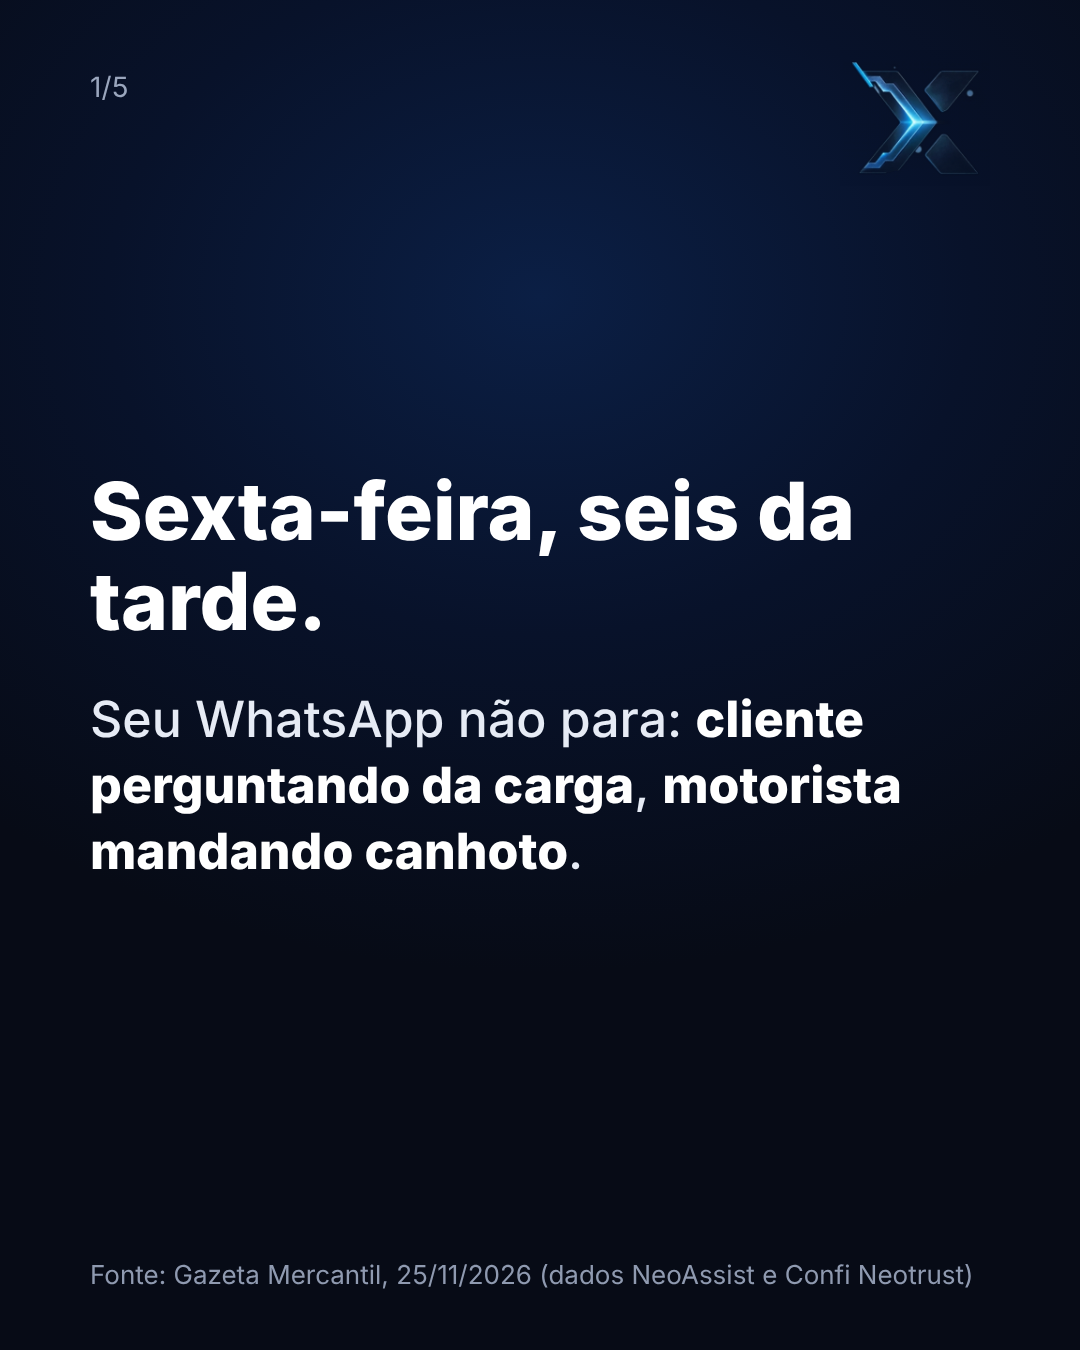 1/5
Sexta-feira, seis da
tarde.
Seu WhatsApp não para: cliente
perguntando da carga, motorista
mandando canhoto.
Fonte: Gazeta Mercantil, 25/11/2026 (dados NeoAssist e Confi Neotrust)